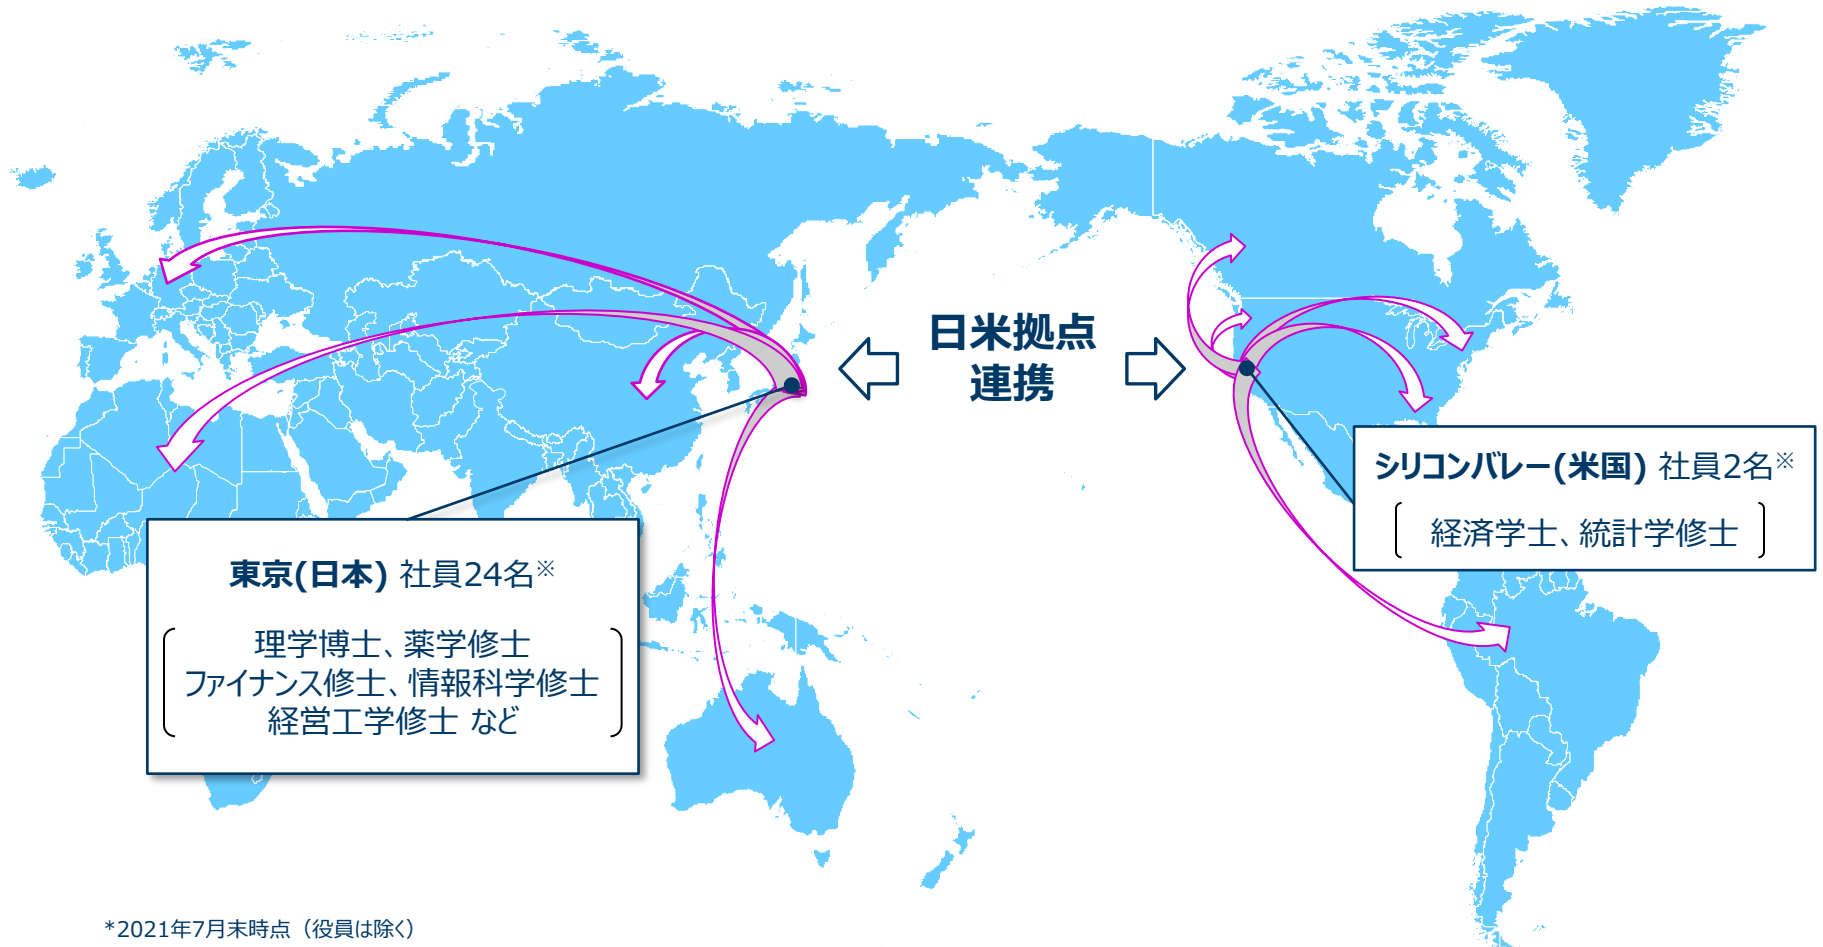 日米拠点
連携
シリコンバレー(米国) 社員2名※
経済学士、統計学修士
東京(日本) 社員24名※
理学博士、薬学修士
ファイナンス修士、情報科学修士
経営工学修士 など
*2021年7月末時点（役員は除く）